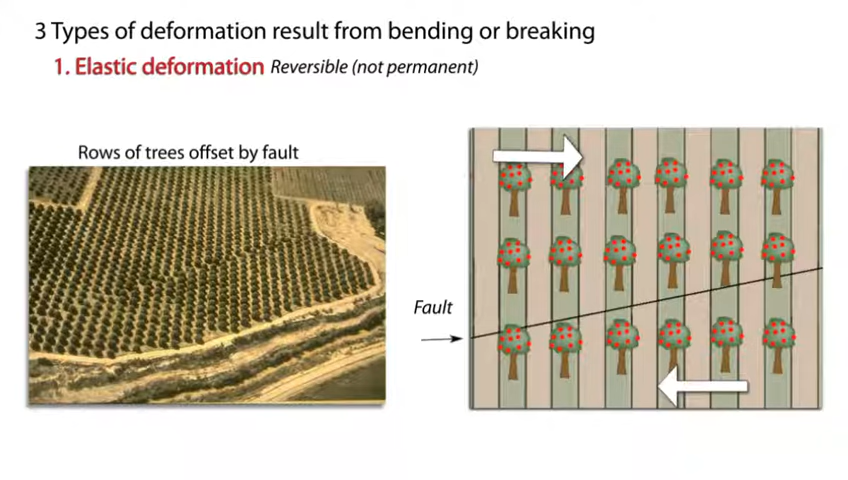 3 Types of deformation result from bending or breaking
1. Elastic deformation Reversible (not permanent)
Rows of trees offset by fault
Fault